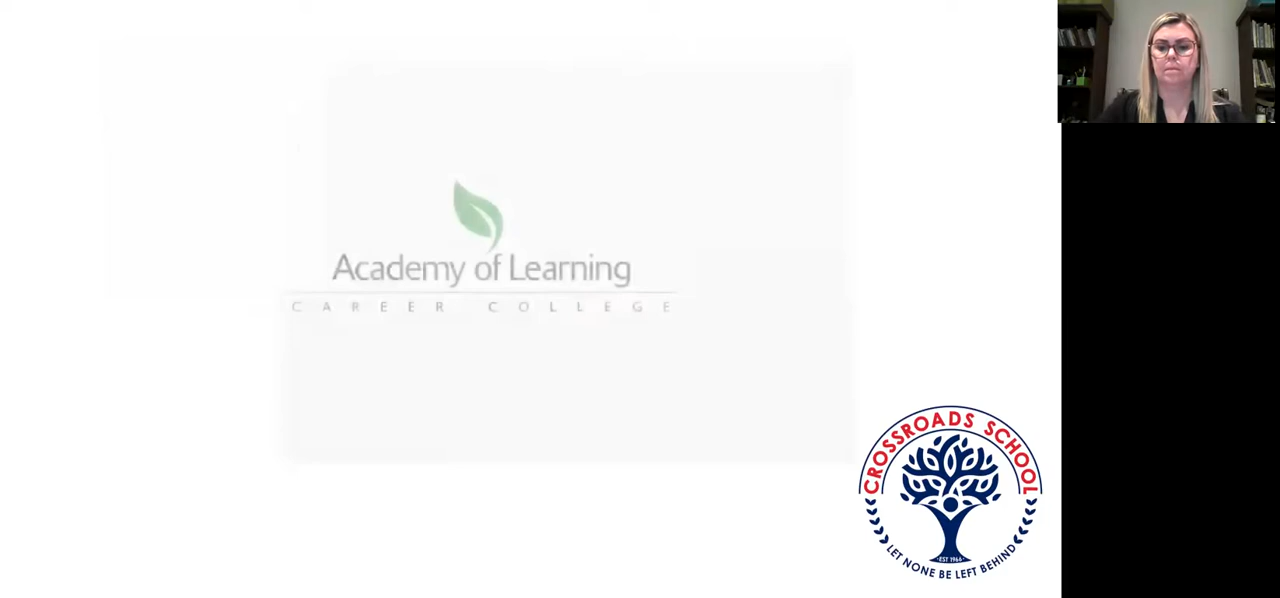 Academy of Learning
CAREER COLLEGE
CROSSROADS SCHOOL
EST 1964
LET NONE BE LEFT BEHIND